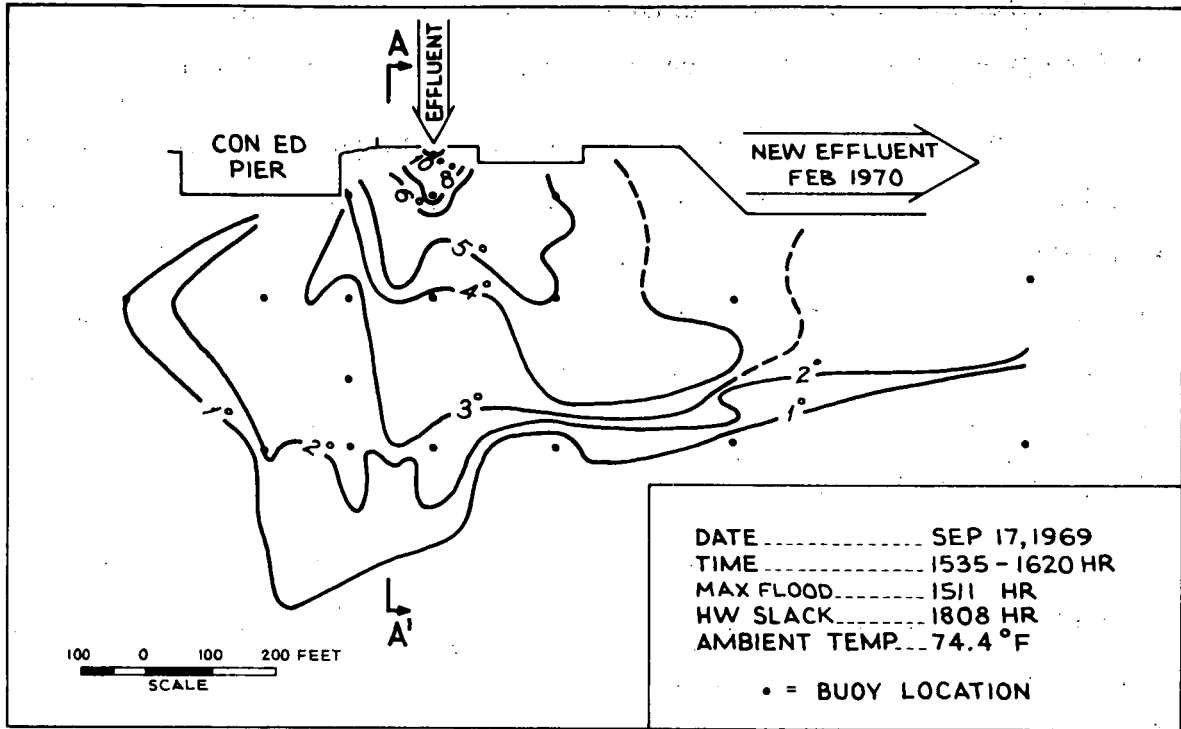 A
EFFLUENT
CON ED
PIER
NEW EFFLUENT
FEB 1970
10°
8°
6°
5°
4°
3°
2°
1°
1°
2°
A'
100 0 100 200 FEET
SCALE
DATE SEP 17, 1969
TIME 1535 - 1620 HR
MAX FLOOD 1511 HR
HW SLACK 1808 HR
AMBIENT TEMP 74.4 °F
• = BUOY LOCATION